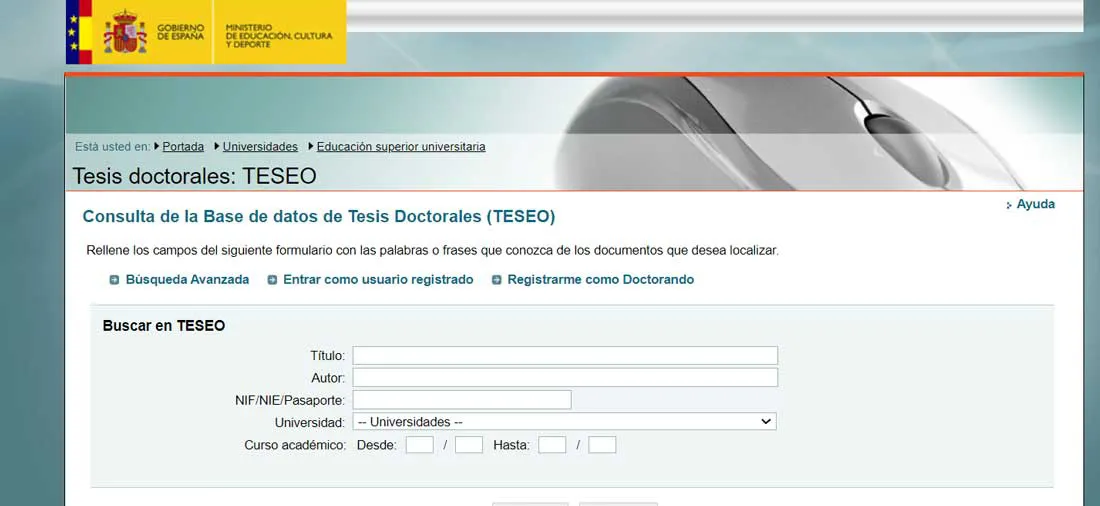 GOBIERNO
DE ESPAÑA
MINISTERIO
DE EDUCACIÓN, CULTURA
Y DEPORTE
Està usted en: Portada Universidades Educación superior universitaria
Tesis doctorales: TESEO
Ayuda
Consulta de la Base de datos de Tesis Doctorales (TESEO)
Rellene los campos del siguiente formulario con las palabras o frases que conozca de los documentos que desea localizar.
Búsqueda Avanzada Entrar como usuario registrado Registrarme como Doctorando
Buscar en TESEO
Título:
Autor:
NIF/NIE/Pasaporte:
Universidad: -- Universidades --
Curso académico: Desde: / Hasta: /